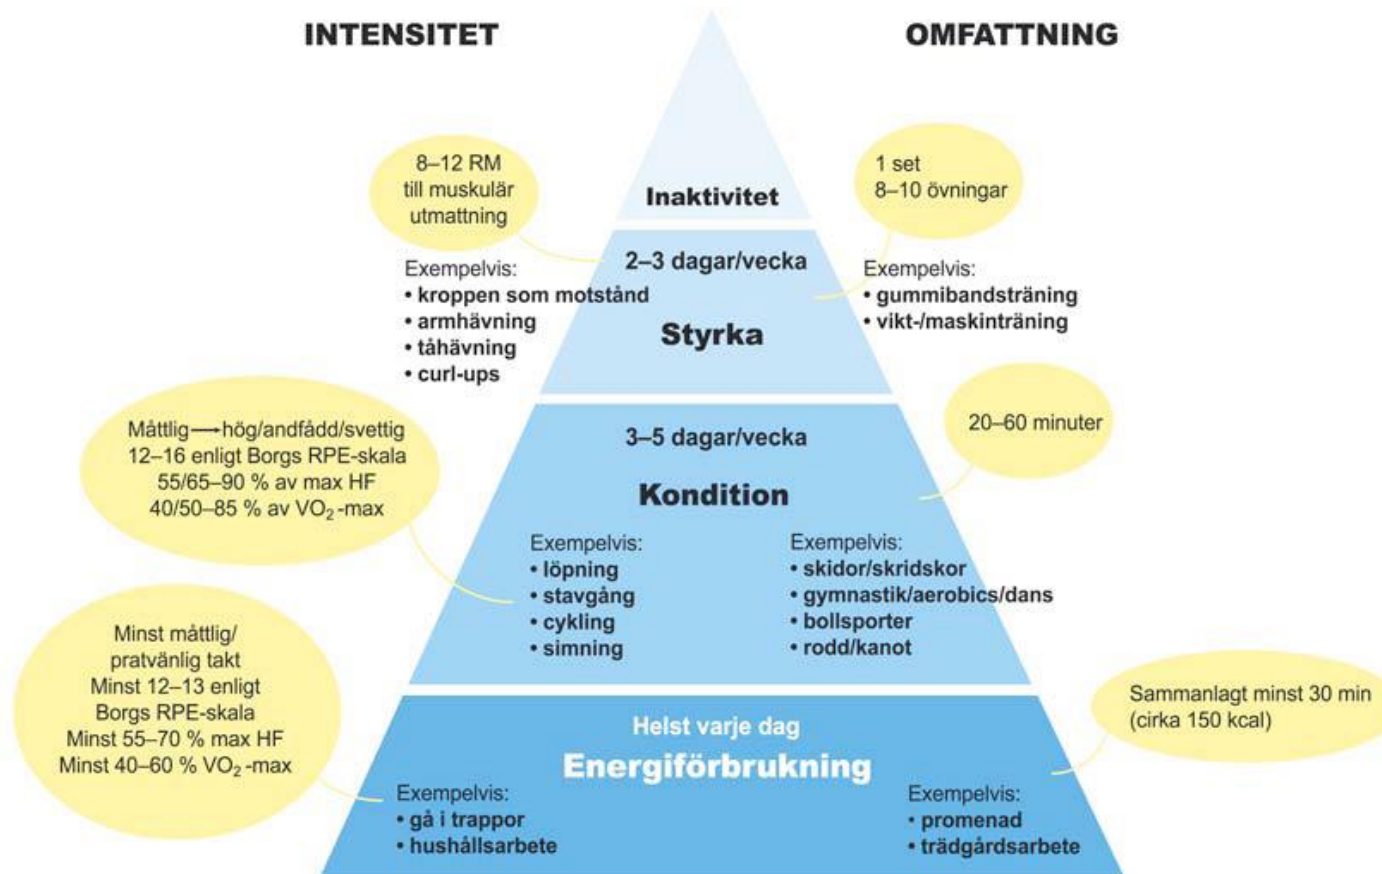 INTENSITET
OMFATTNING
Inaktivitet
8–12 RM
till muskulär
utmattning
1 set
8–10 övningar
2–3 dagar/vecka
Styrka
Exempelvis:
• kroppen som motstånd
• armhävning
• tåhävning
• curl-ups
Exempelvis:
• gummibandsträning
• vikt-/maskinträning
Måttlig→hög/andfådd/svettig
12–16 enligt Borgs RPE-skala
55/65–90 % av max HF
40/50–85 % av VO₂-max
20–60 minuter
3–5 dagar/vecka
Kondition
Exempelvis:
• löpning
• stavgång
• cykling
• simning
Exempelvis:
• skidor/skridskor
• gymnastik/aerobics/dans
• bollsporter
• rodd/kanot
Minst måttlig/
pratvänlig takt
Minst 12–13 enligt
Borgs RPE-skala
Minst 55–70 % max HF
Minst 40–60 % VO₂-max
Sammanlagt minst 30 min
(cirka 150 kcal)
Helst varje dag
Energiförbrukning
Exempelvis:
• gå i trappor
• hushållsarbete
Exempelvis:
• promenad
• trädgårdsarbete